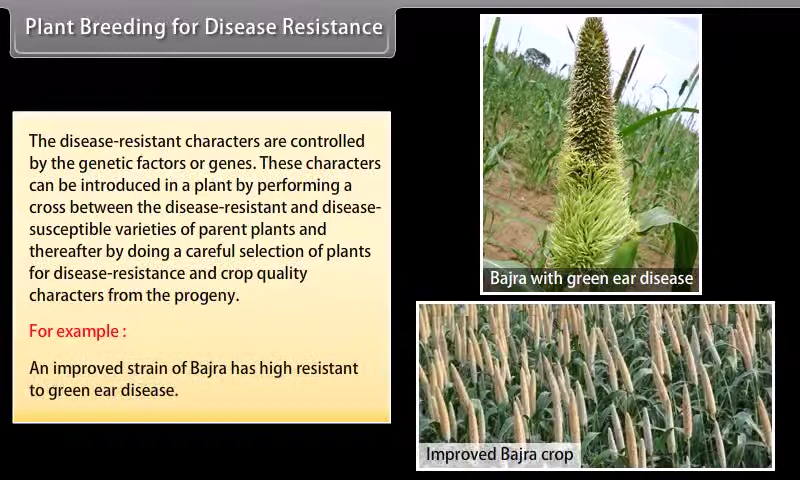 Plant Breeding for Disease Resistance
The disease-resistant characters are controlled
by the genetic factors or genes. These characters
can be introduced in a plant by performing a
cross between the disease-resistant and disease-
susceptible varieties of parent plants and
thereafter by doing a careful selection of plants
for disease-resistance and crop quality
characters from the progeny.
For example :
An improved strain of Bajra has high resistant
to green ear disease.
Bajra with green ear disease
Improved Bajra crop